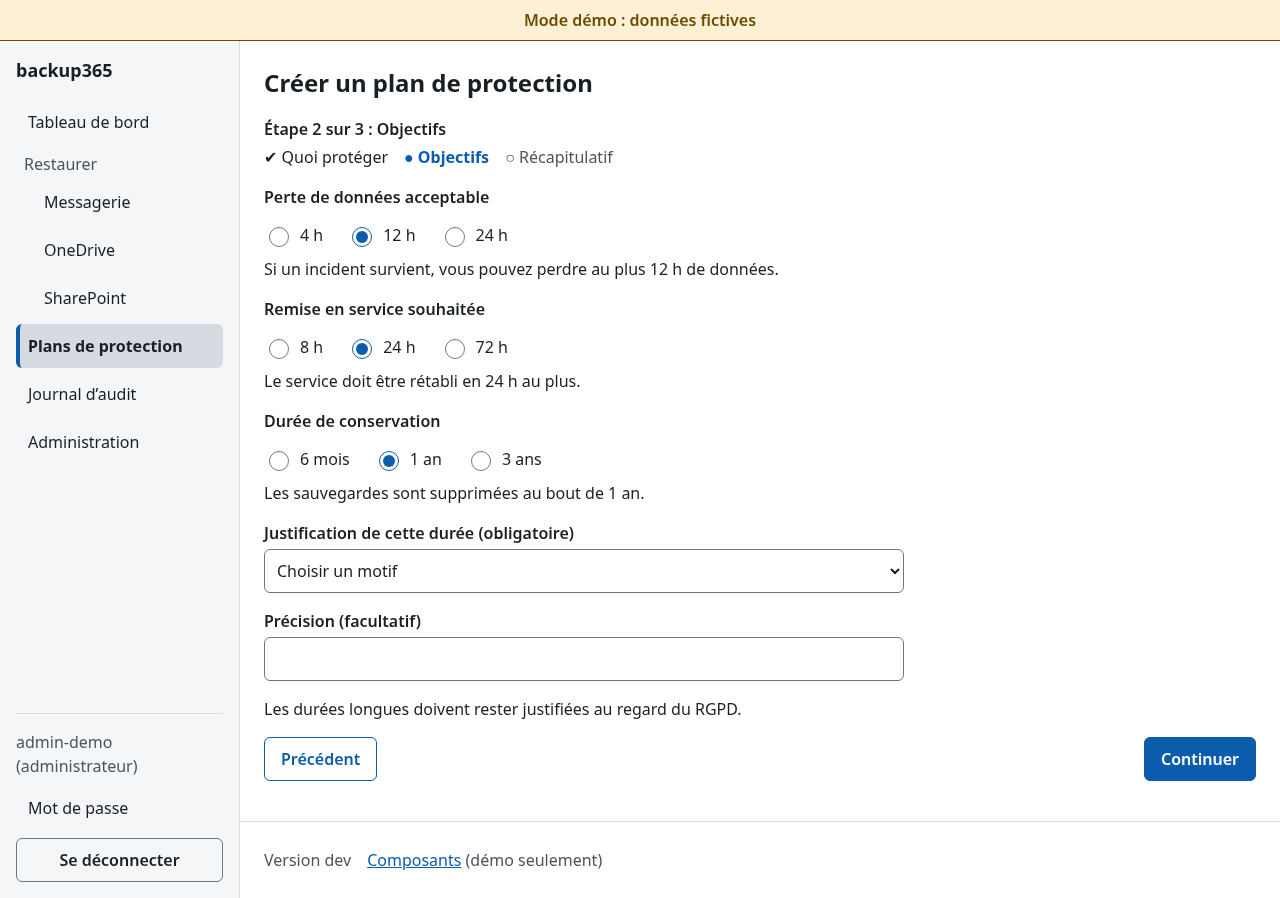 Mode démo : données fictives
backup365
Tableau de bord
Restaurer
Messagerie
OneDrive
SharePoint
Plans de protection
Journal d’audit
Administration
admin-demo
(administrateur)
Mot de passe
Se déconnecter
Créer un plan de protection
Étape 2 sur 3 : Objectifs
✔ Quoi protéger ● Objectifs ○ Récapitulatif
Perte de données acceptable
4 h 12 h 24 h
Si un incident survient, vous pouvez perdre au plus 12 h de données.
Remise en service souhaitée
8 h 24 h 72 h
Le service doit être rétabli en 24 h au plus.
Durée de conservation
6 mois 1 an 3 ans
Les sauvegardes sont supprimées au bout de 1 an.
Justification de cette durée (obligatoire)
Choisir un motif
Précision (facultatif)
Les durées longues doivent rester justifiées au regard du RGPD.
Précédent Continuer
Version dev Composants (démo seulement)